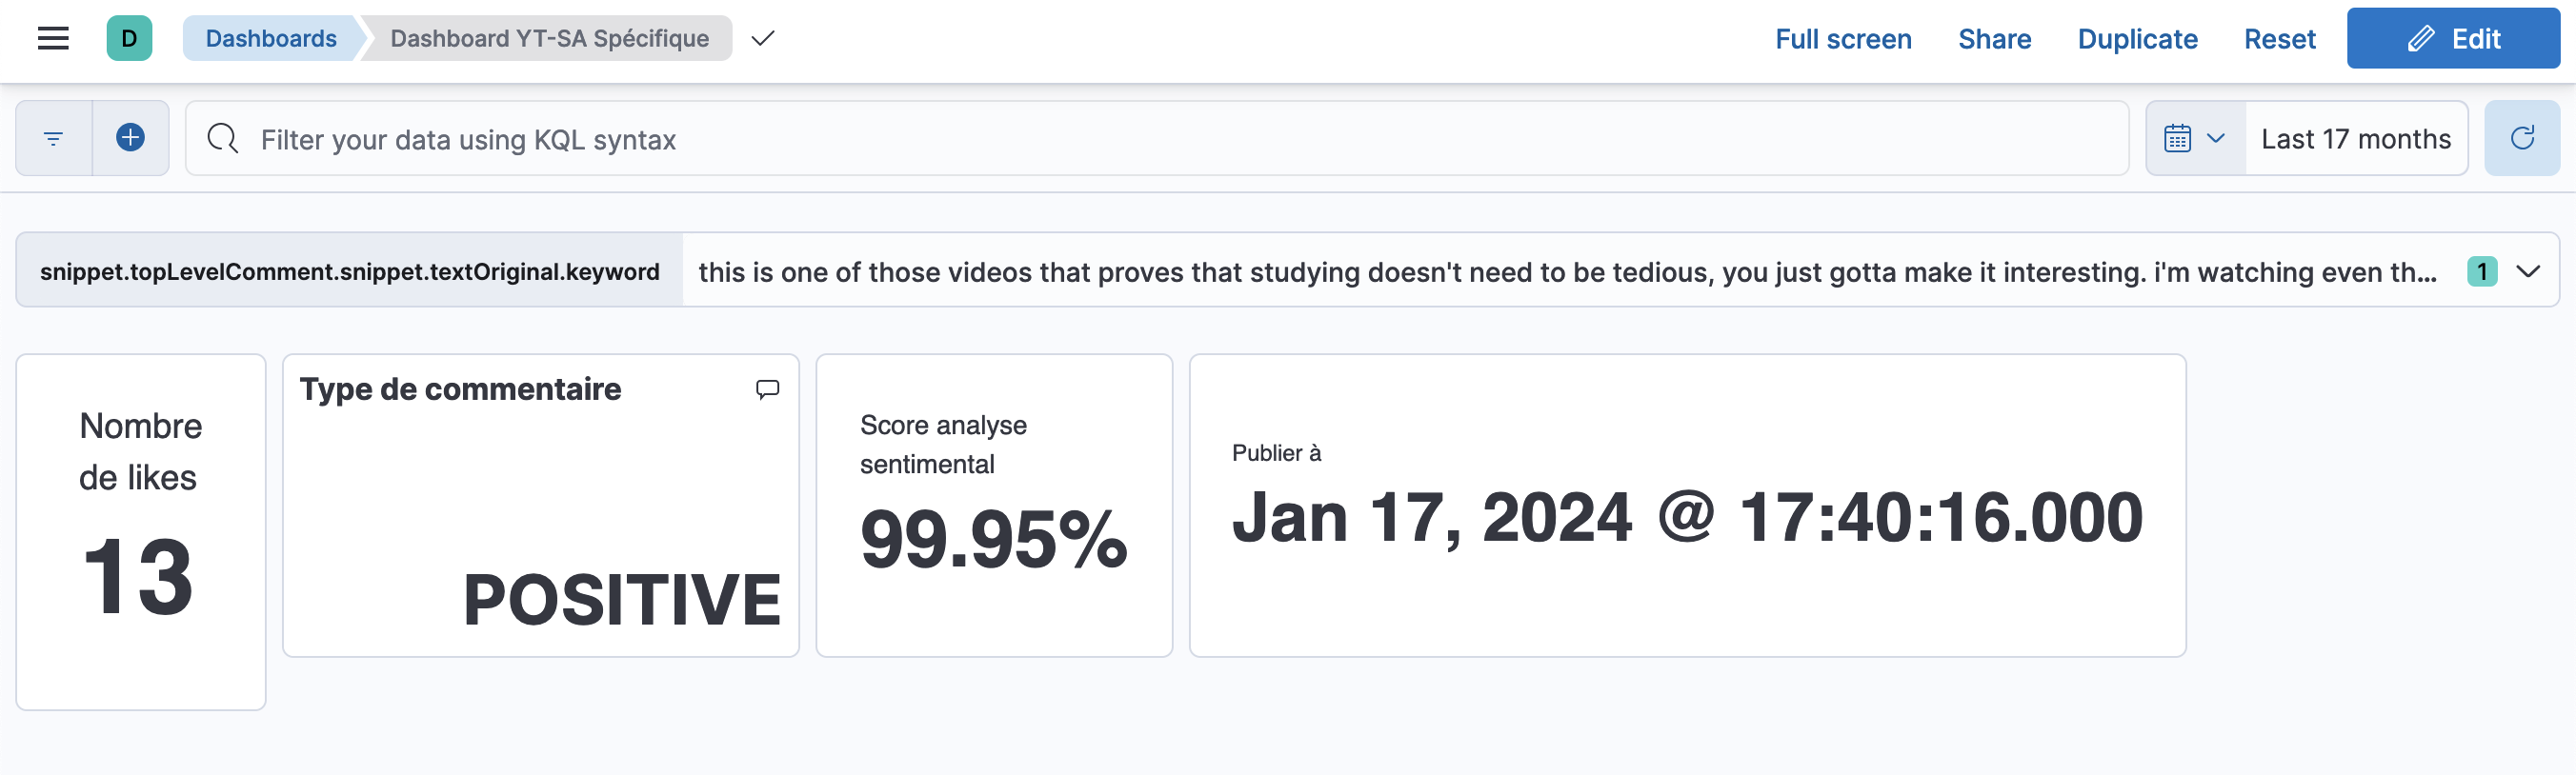 D
Dashboards
Dashboard YT-SA Spécifique
Full screen
Share
Duplicate
Reset
Edit
Filter your data using KQL syntax
Last 17 months
snippet.topLevelComment.snippet.textOriginal.keyword
this is one of those videos that proves that studying doesn't need to be tedious, you just gotta make it interesting. i'm watching even th...
1
Nombre
de likes
13
Type de commentaire
POSITIVE
Score analyse
sentimental
99.95%
Publier à
Jan 17, 2024 @ 17:40:16.000